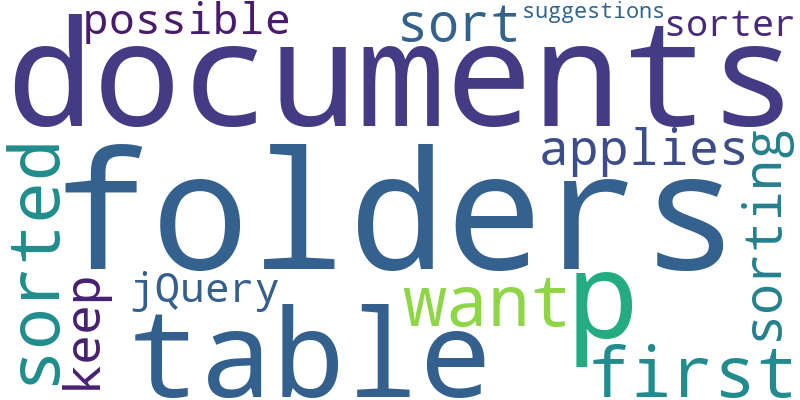 possible
sort
suggestions
sorter
documents
applies
folders
sorted
sorting
keep
jQuery
want
p
table
first